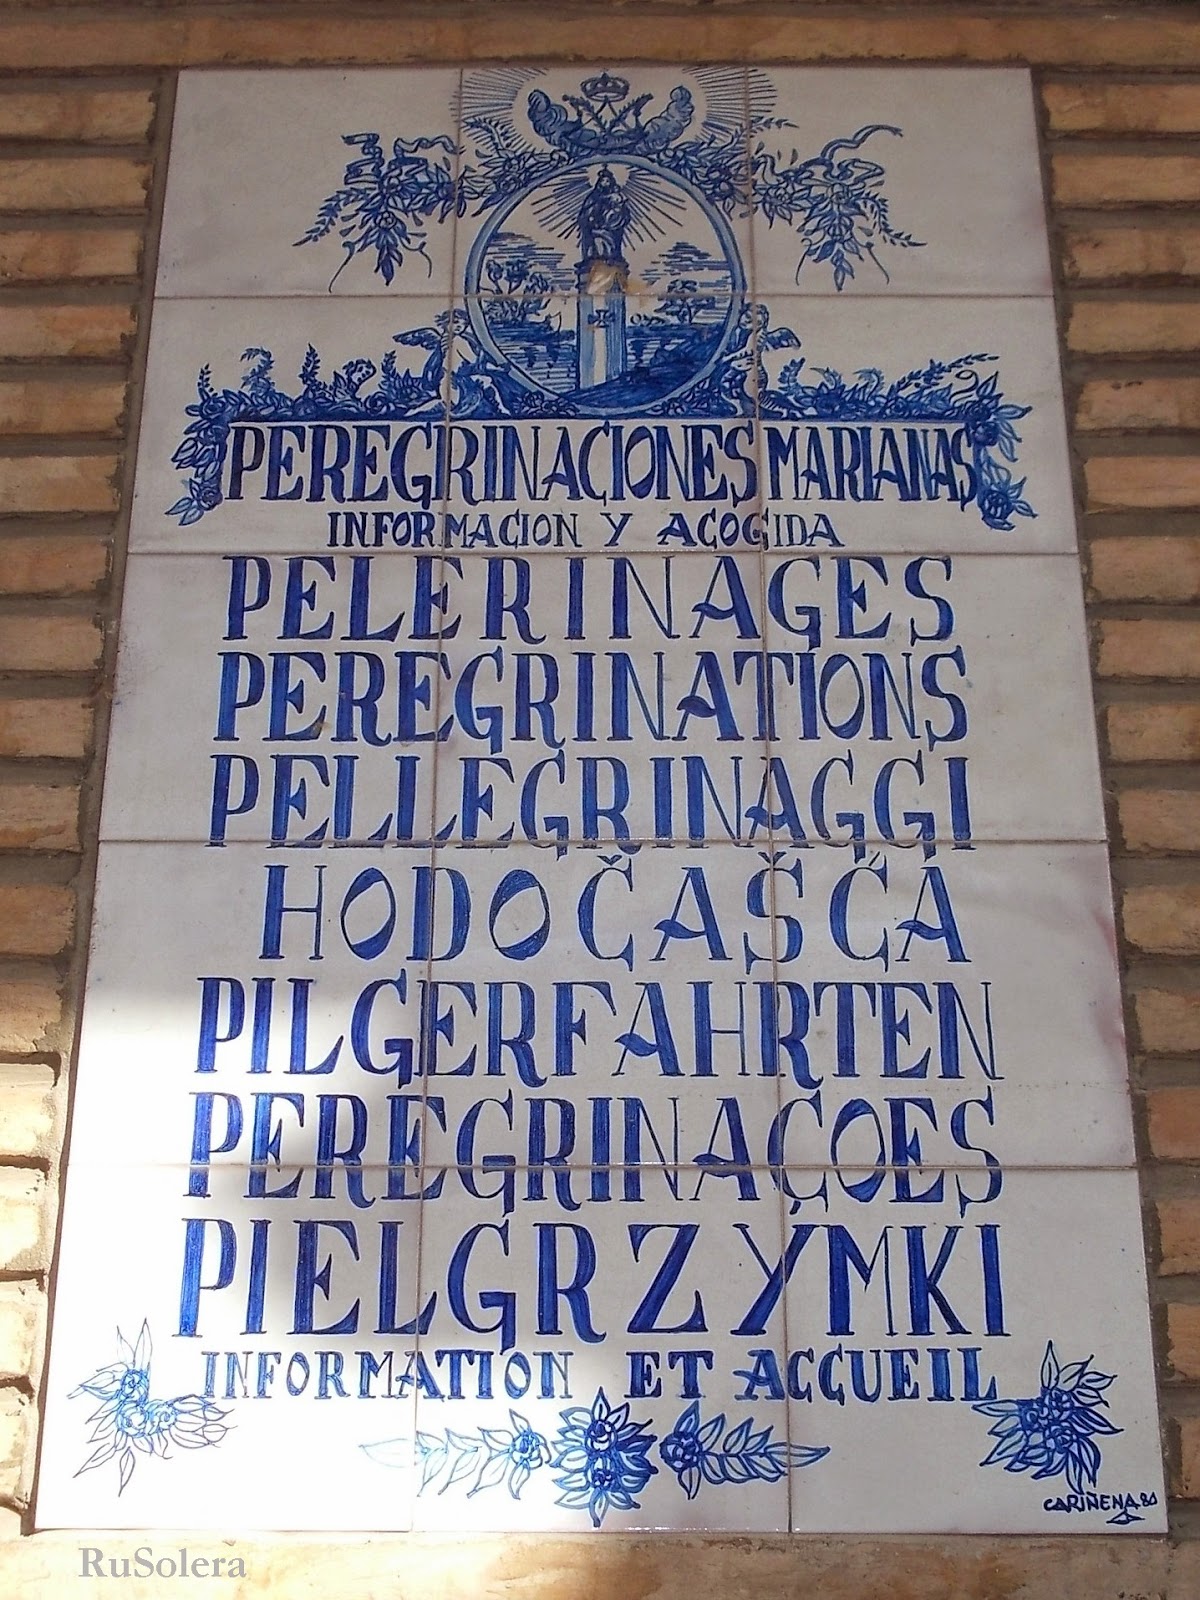 PEREGRINACIONES MARIANAS
INFORMACION Y ACOGIDA
PELERINAGES
PEREGRINATIONS
PELLEGRINAGGI
HODOČAŠĆA
PILGERFAHRTEN
PEREGRINAÇOES
PIELGRZYMKI
INFORMATION ET ACCUEIL
CARIÑENA 80
RuSolera